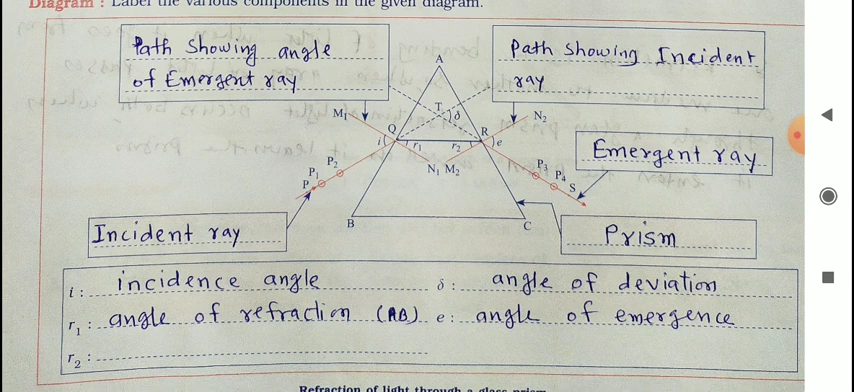 Diagram : Label the various components in the given diagram.
Path showing angle
of Emergent ray
Path showing Incident
ray
A
M₁
N₂
T
δ
Q
R
i
r₁
r₂
e
P₂
P₁
P
N₁ M₂
P₃
P₄
S
Emergent ray
B
C
Incident ray
Prism
i : incidence angle
δ : angle of deviation
r₁ : angle of refraction (AB)
e : angle of emergence
r₂ :
Refraction of light through a glass prism